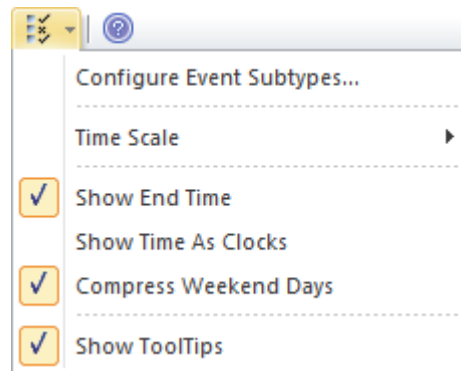 Configure Event Subtypes...
Time Scale
Show End Time
Show Time As Clocks
Compress Weekend Days
Show ToolTips